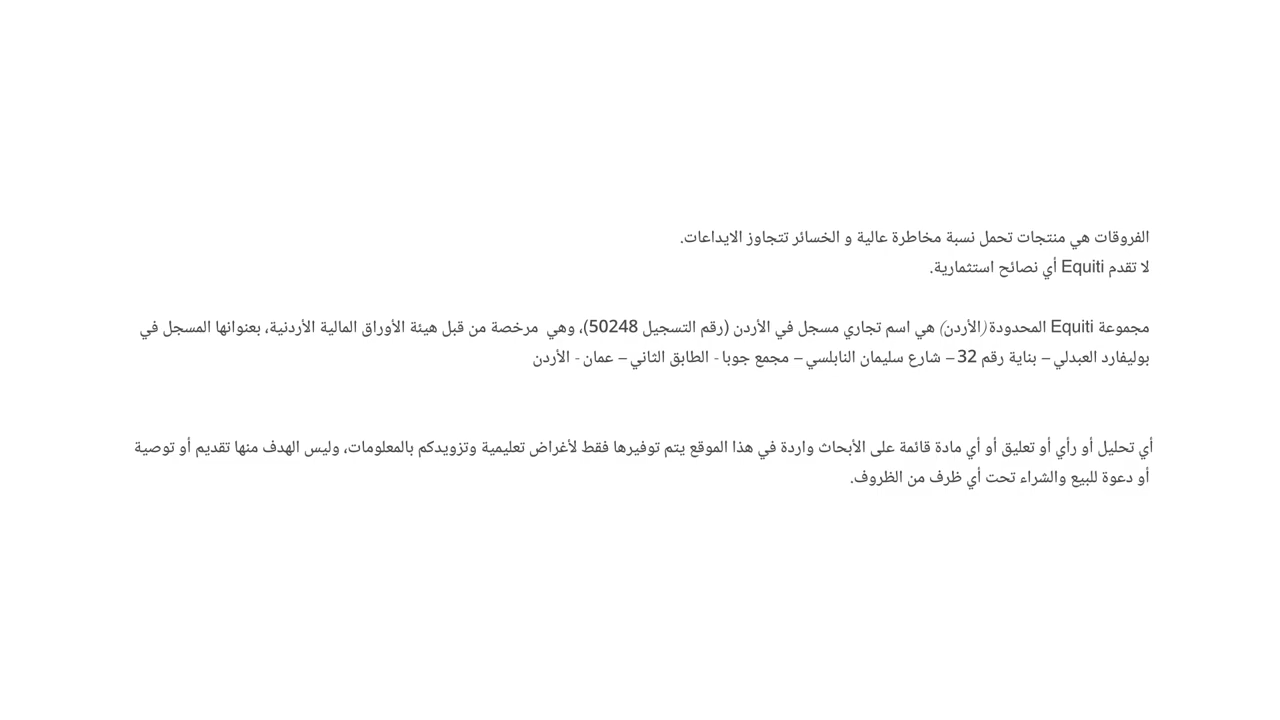 الفروقات هي منتجات تحمل نسبة مخاطرة عالية و الخسائر تتجاوز الايداعات.
لا تقدم Equiti أي نصائح استثمارية.
مجموعة Equiti المحدودة (الأردن) هي اسم تجاري مسجل في الأردن (رقم التسجيل 50248)، وهي مرخصة من قبل هيئة الأوراق المالية الأردنية، بعنوانها المسجل في
بوليفارد العبدلي – بناية رقم 32 – شارع سليمان النابلسي – مجمع جوبا - الطابق الثاني – عمان - الأردن
أي تحليل أو رأي أو تعليق أو أي مادة قائمة على الأبحاث واردة في هذا الموقع يتم توفيرها فقط لأغراض تعليمية وتزويدكم بالمعلومات، وليس الهدف منها تقديم أو توصية
أو دعوة للبيع والشراء تحت أي ظرف من الظروف.